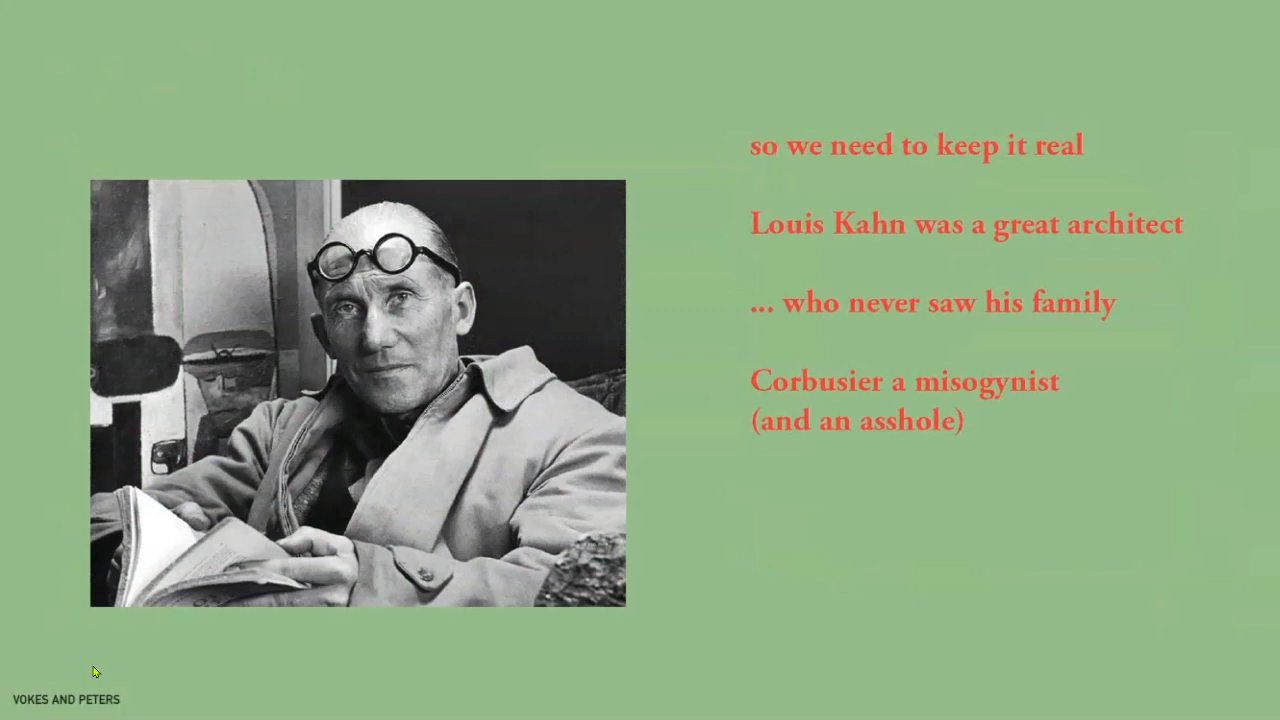 so we need to keep it real
Louis Kahn was a great architect
... who never saw his family
Corbusier a misogynist
(and an asshole)
VOKES AND PETERS